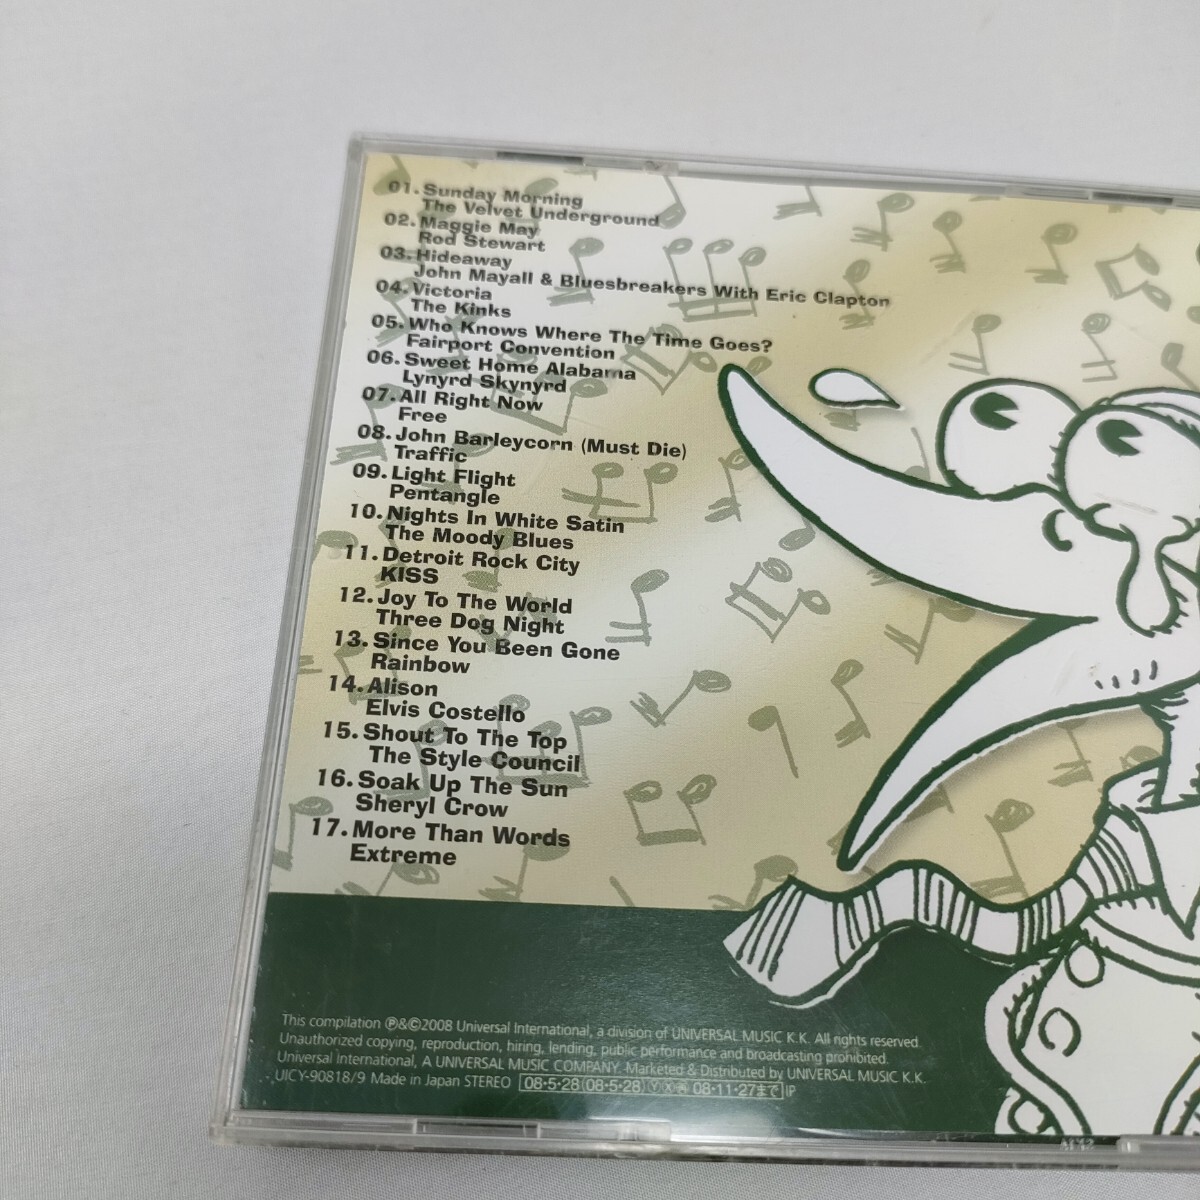 01. Sunday Morning
The Velvet Underground
02. Maggie May
Rod Stewart
03. Hideaway
John Mayall & Bluesbreakers With Eric Clapton
04. Victoria
The Kinks
05. Who Knows Where The Time Goes?
Fairport Convention
06. Sweet Home Alabama
Lynyrd Skynyrd
07. All Right Now
Free
08. John Barleycorn (Must Die)
Traffic
09. Light Flight
Pentangle
10. Nights In White Satin
The Moody Blues
11. Detroit Rock City
KISS
12. Joy To The World
Three Dog Night
13. Since You Been Gone
Rainbow
14. Alison
Elvis Costello
15. Shout To The Top
The Style Council
16. Soak Up The Sun
Sheryl Crow
17. More Than Words
Extreme
This compilation Ⓟ&©2008 Universal International, a division of UNIVERSAL MUSIC K.K. All rights reserved.
Unauthorized copying, reproduction, hiring, lending, public performance and broadcasting prohibited.
Universal International, A UNIVERSAL MUSIC COMPANY. Marketed & Distributed by UNIVERSAL MUSIC K.K.
UICY-90818/9 Made in Japan STEREO 08・5・28 (08・5・28) 08・11・27まで IP